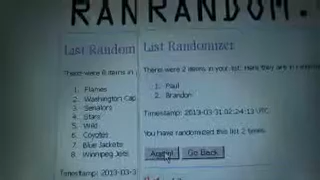 RANRANDOM.
Last Random
There were 8 items in
1. Flames
2. Washington Cap
3. Senators
4. Stars
5. Wild
6. Coyotes
7. Blue Jackets
8. Winnipeg Jets
Timestamp: 2013-03-3
Last Randomizer
There were 2 items in your list. Here they are in
1. Paul
2. Brandon
Timestamp: 2013-03-31 02:24:11 UTC
You have randomized this list 2 times.
Again! Go Back